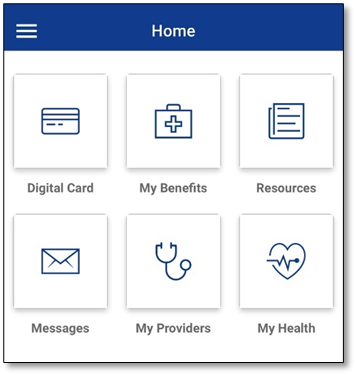 Home
Digital Card
My Benefits
Resources
Messages
My Providers
My Health